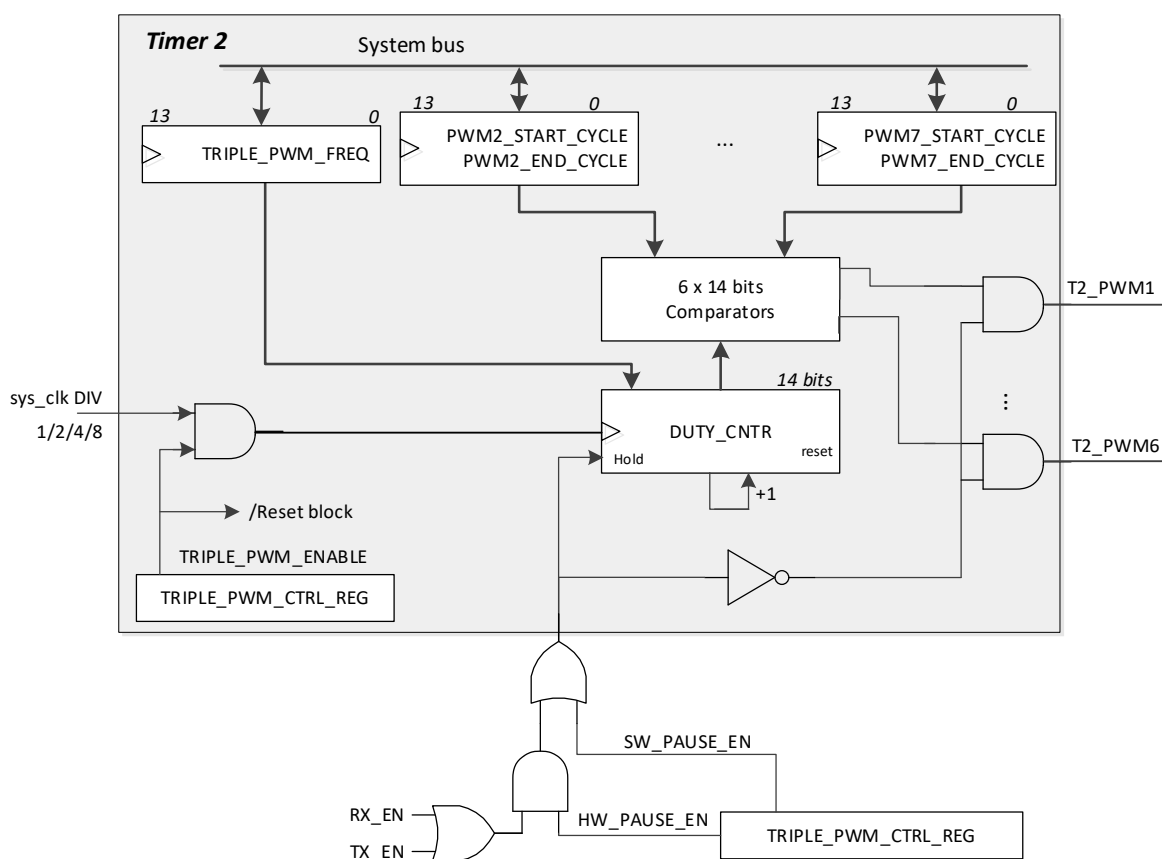 Timer 2
System bus
13 0
TRIPLE_PWM_FREQ
13 0
PWM2_START_CYCLE
PWM2_END_CYCLE
...
13 0
PWM7_START_CYCLE
PWM7_END_CYCLE
6 x 14 bits
Comparators
T2_PWM1
14 bits
sys_clk DIV
1/2/4/8
DUTY_CNTR
Hold
reset
+1
...
T2_PWM6
/Reset block
TRIPLE_PWM_ENABLE
TRIPLE_PWM_CTRL_REG
SW_PAUSE_EN
RX_EN
HW_PAUSE_EN
TRIPLE_PWM_CTRL_REG
TX_EN